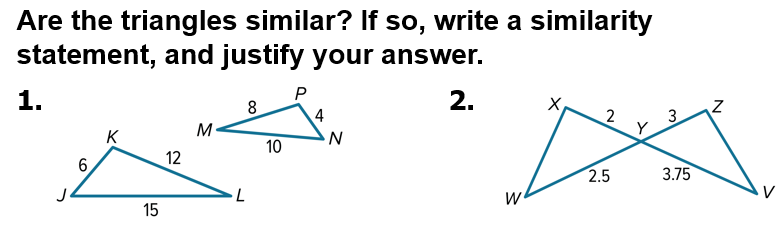 Are the triangles similar? If so, write a similarity
statement, and justify your answer.
1.
K
6
12
J
15
L
P
8
4
M
10
N
2.
X
2
Y
3
Z
2.5
3.75
W
V